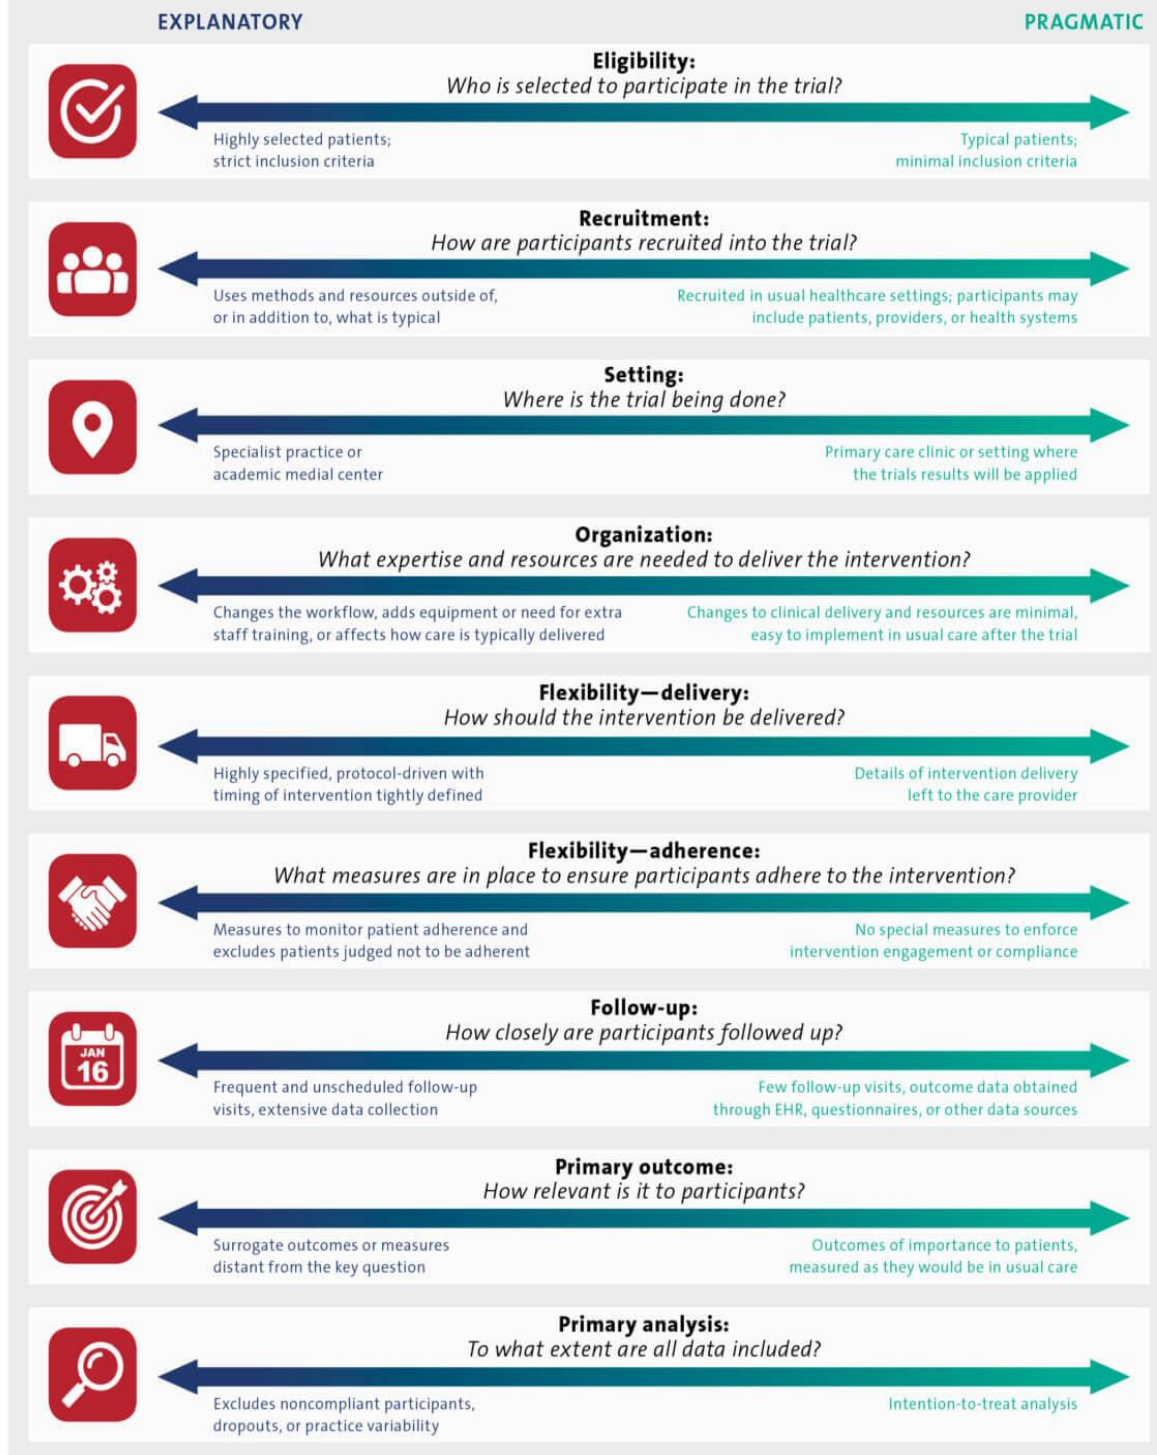 EXPLANATORY
PRAGMATIC
Eligibility:
Who is selected to participate in the trial?
Highly selected patients;
strict inclusion criteria
Typical patients;
minimal inclusion criteria
Recruitment:
How are participants recruited into the trial?
Uses methods and resources outside of,
or in addition to, what is typical
Recruited in usual healthcare settings; participants may
include patients, providers, or health systems
Setting:
Where is the trial being done?
Specialist practice or
academic medial center
Primary care clinic or setting where
the trials results will be applied
Organization:
What expertise and resources are needed to deliver the intervention?
Changes the workflow, adds equipment or need for extra
staff training, or affects how care is typically delivered
Changes to clinical delivery and resources are minimal,
easy to implement in usual care after the trial
Flexibility—delivery:
How should the intervention be delivered?
Highly specified, protocol-driven with
timing of intervention tightly defined
Details of intervention delivery
left to the care provider
Flexibility—adherence:
What measures are in place to ensure participants adhere to the intervention?
Measures to monitor patient adherence and
excludes patients judged not to be adherent
No special measures to enforce
intervention engagement or compliance
JAN
16
Follow-up:
How closely are participants followed up?
Frequent and unscheduled follow-up
visits, extensive data collection
Few follow-up visits, outcome data obtained
through EHR, questionnaires, or other data sources
Primary outcome:
How relevant is it to participants?
Surrogate outcomes or measures
distant from the key question
Outcomes of importance to patients,
measured as they would be in usual care
Primary analysis:
To what extent are all data included?
Excludes noncompliant participants,
dropouts, or practice variability
Intention-to-treat analysis